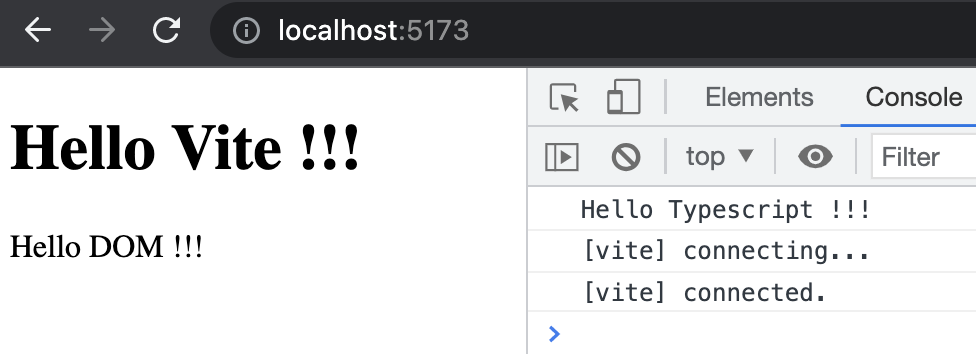 localhost:5173
Hello Vite !!!
Hello DOM !!!
Elements Console
top Filter
Hello Typescript !!!
[vite] connecting...
[vite] connected.